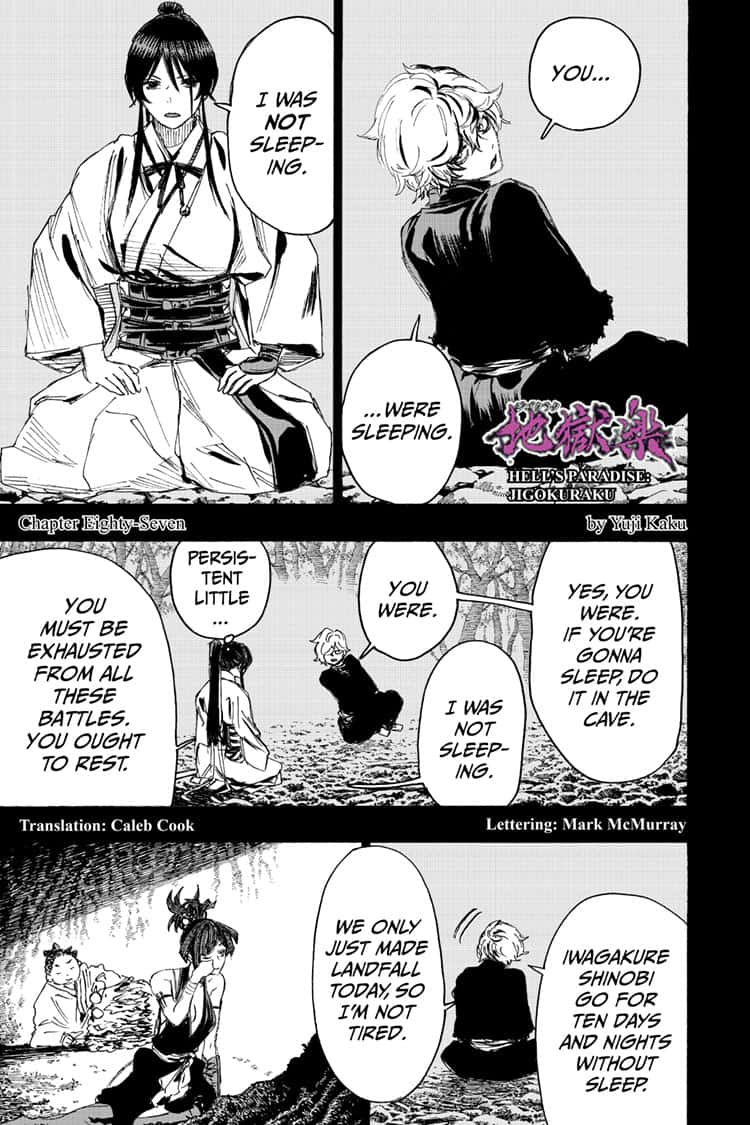 YOU...
...WERE
SLEEPING.
地獄楽
HELL'S PARADISE:
JIGOKURAKU
I WAS
NOT
SLEEP-
ING.
Chapter Eighty-Seven
by Yuji Kaku
YES, YOU
WERE.
IF YOU'RE
GONNA
SLEEP, DO
IT IN THE
CAVE.
YOU
WERE.
I WAS
NOT
SLEEP-
ING.
PERSIS-
TENT
LITTLE
...
YOU
MUST BE
EXHAUSTED
FROM ALL
THESE
BATTLES.
YOU OUGHT
TO REST.
Translation: Caleb Cook
Lettering: Mark McMurray
IWAGAKURE
SHINOBI
GO FOR
TEN DAYS
AND NIGHTS
WITHOUT
SLEEP.
WE ONLY
JUST MADE
LANDFALL
TODAY, SO
I'M NOT
TIRED.